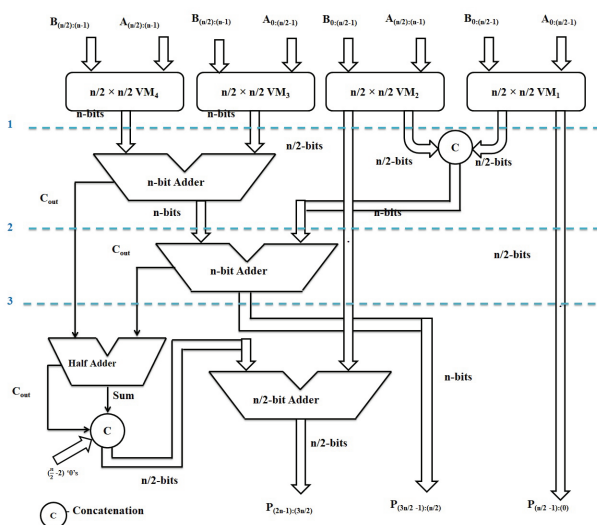 B(n/2):(n-1) A(n/2):(n-1) B(n/2):(n-1) A0:(n/2-1) B0:(n/2-1) A(n/2):(n-1) B0:(n/2-1) A0:(n/2-1)
n/2 × n/2 VM4 n/2 × n/2 VM3 n/2 × n/2 VM2 n/2 × n/2 VM1
n-bits n-bits
1
n/2-bits n/2-bits n/2-bits
C
n-bit Adder
Cout
n-bits n-bits
2
Cout
n/2-bits
n-bit Adder
3
Half Adder
Cout
Sum
n/2-bit Adder
n-bits
C
n/2-bits
(n/2 -2) '0's
n/2-bits
P(2n-1):(3n/2) P(3n/2 -1):(n/2) P(n/2 -1):(0)
C - Concatenation